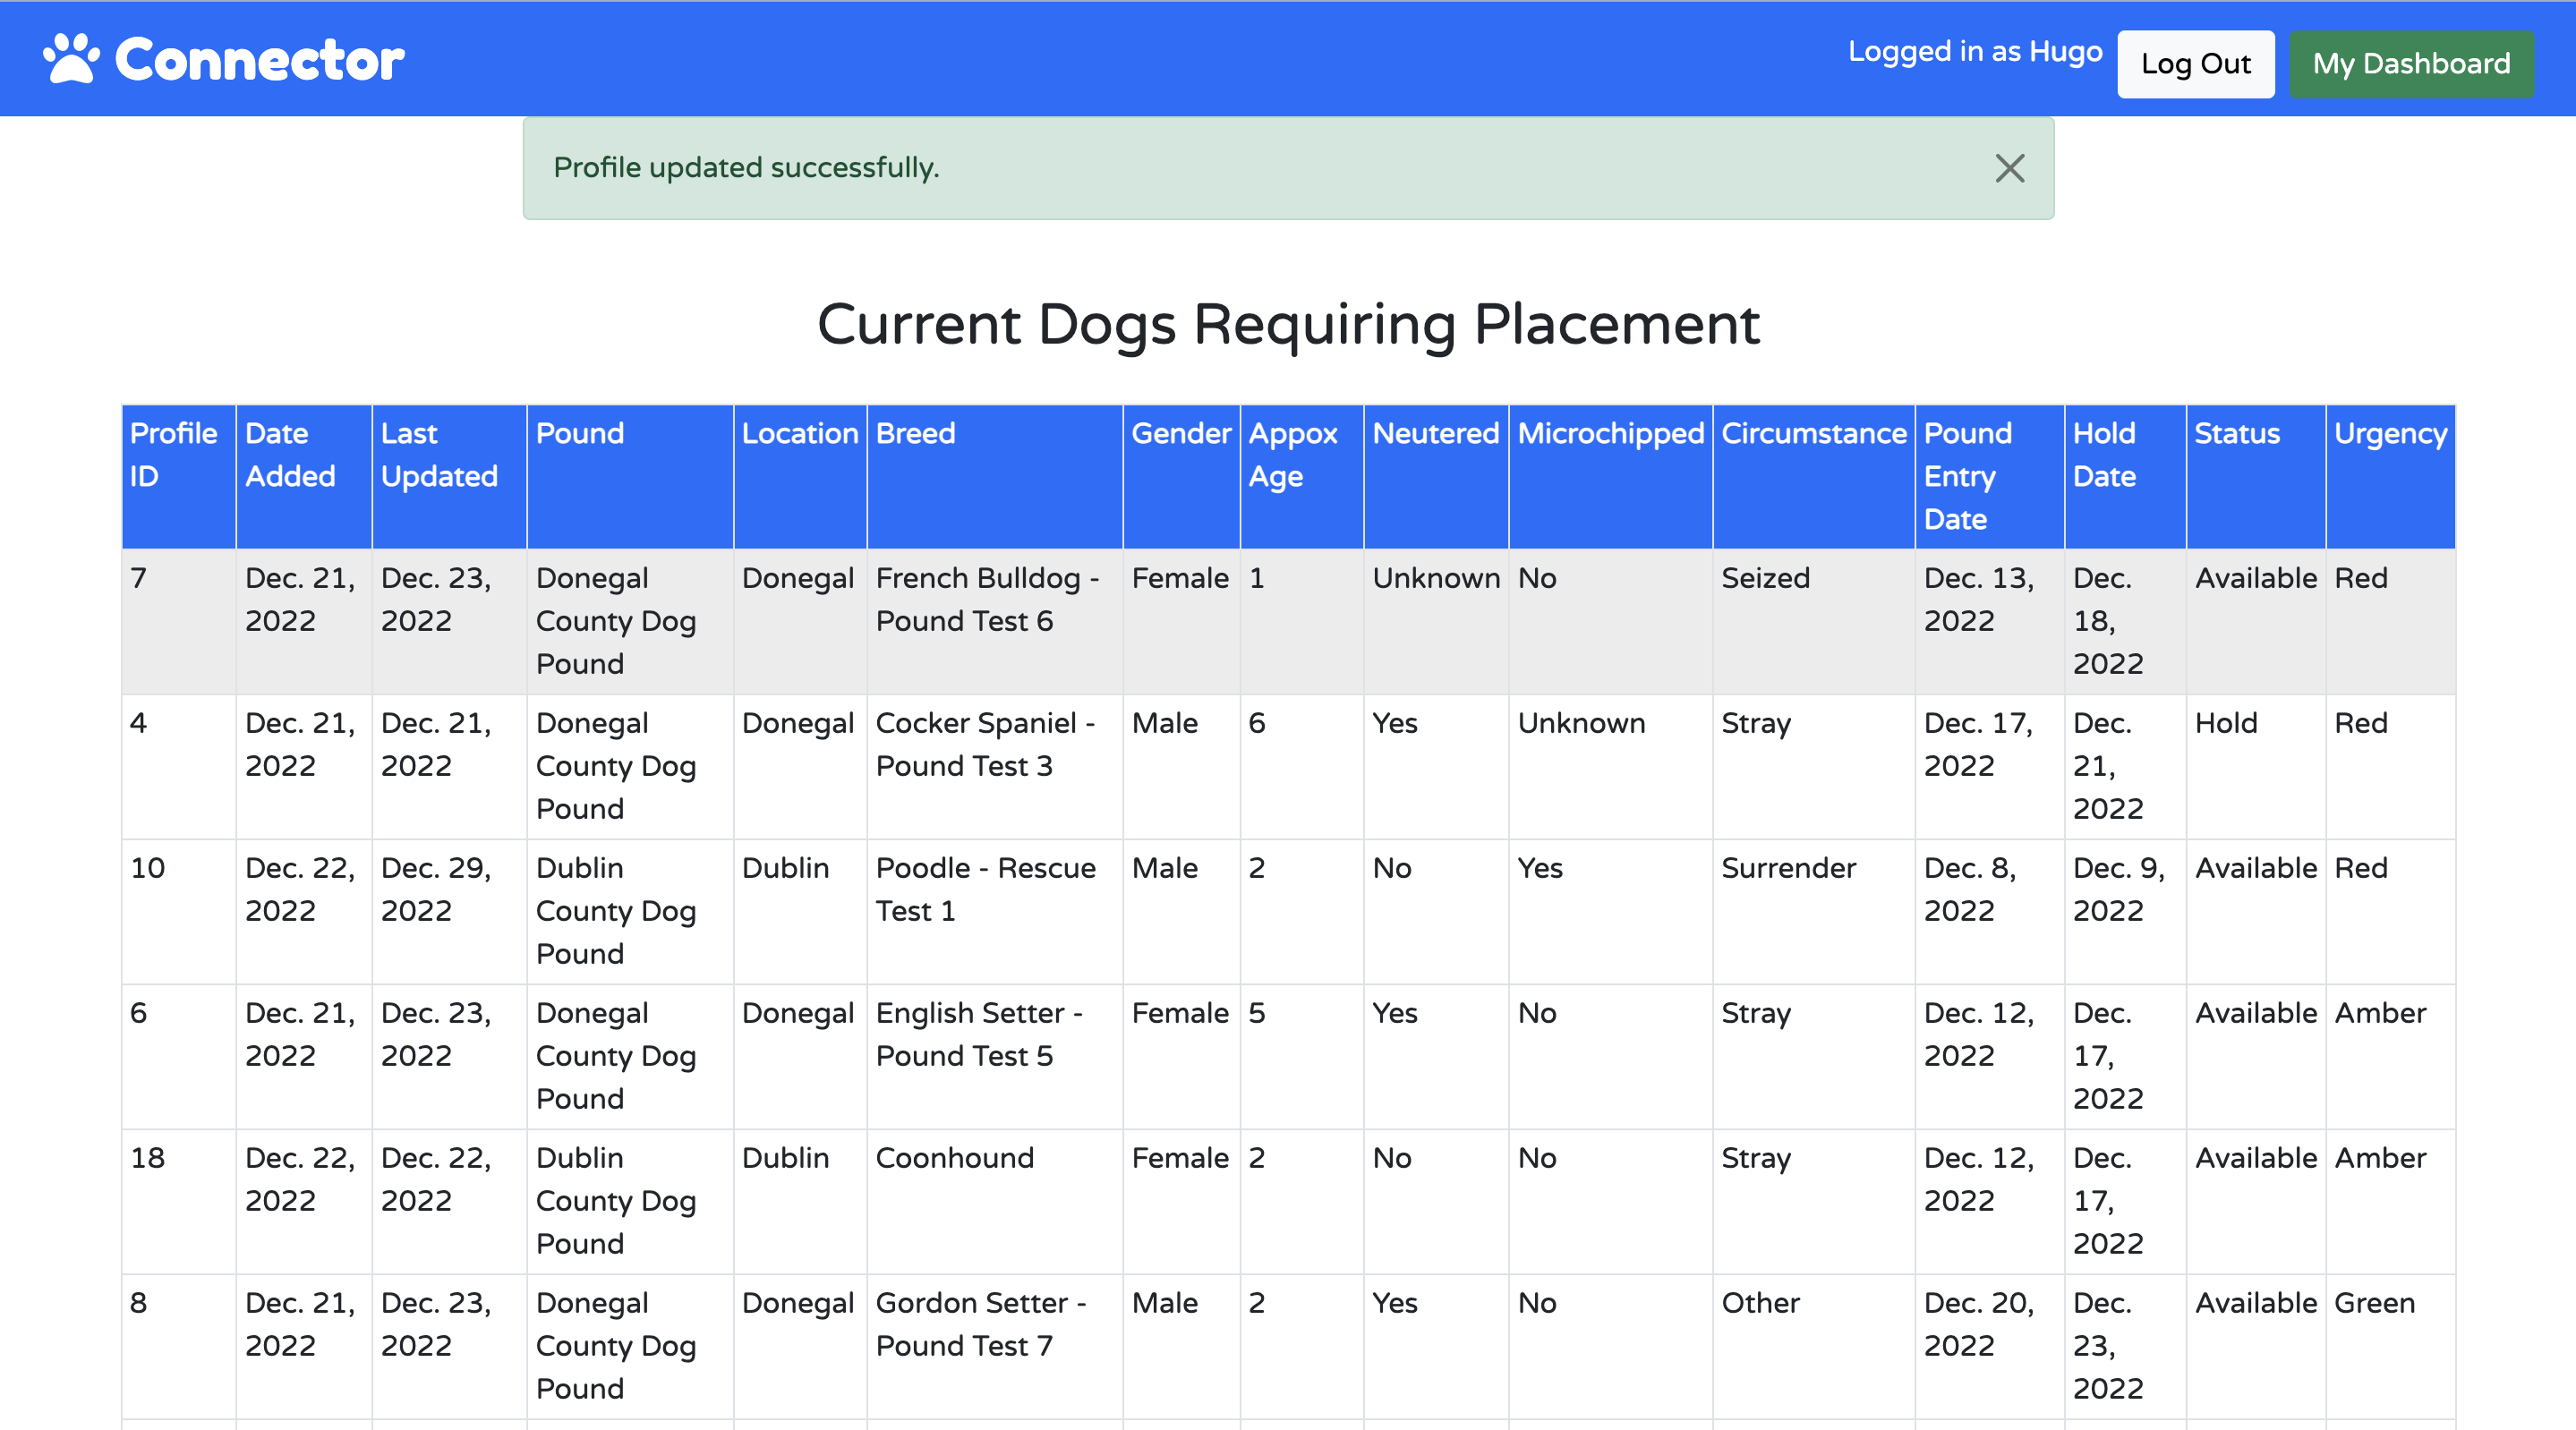 Connector
Logged in as Hugo
Log Out
My Dashboard
Profile updated successfully.
Current Dogs Requiring Placement
Profile ID | Date Added | Last Updated | Pound | Location | Breed | Gender | Appox Age | Neutered | Microchipped | Circumstance | Pound Entry Date | Hold Date | Status | Urgency
7 | Dec. 21, 2022 | Dec. 23, 2022 | Donegal County Dog Pound | Donegal | French Bulldog - Pound Test 6 | Female | 1 | Unknown | No | Seized | Dec. 13, 2022 | Dec. 18, 2022 | Available | Red
4 | Dec. 21, 2022 | Dec. 21, 2022 | Donegal County Dog Pound | Donegal | Cocker Spaniel - Pound Test 3 | Male | 6 | Yes | Unknown | Stray | Dec. 17, 2022 | Dec. 21, 2022 | Hold | Red
10 | Dec. 22, 2022 | Dec. 29, 2022 | Dublin County Dog Pound | Dublin | Poodle - Rescue Test 1 | Male | 2 | No | Yes | Surrender | Dec. 8, 2022 | Dec. 9, 2022 | Available | Red
6 | Dec. 21, 2022 | Dec. 23, 2022 | Donegal County Dog Pound | Donegal | English Setter - Pound Test 5 | Female | 5 | Yes | No | Stray | Dec. 12, 2022 | Dec. 17, 2022 | Available | Amber
18 | Dec. 22, 2022 | Dec. 22, 2022 | Dublin County Dog Pound | Dublin | Coonhound | Female | 2 | No | No | Stray | Dec. 12, 2022 | Dec. 17, 2022 | Available | Amber
8 | Dec. 21, 2022 | Dec. 23, 2022 | Donegal County Dog Pound | Donegal | Gordon Setter - Pound Test 7 | Male | 2 | Yes | No | Other | Dec. 20, 2022 | Dec. 23, 2022 | Available | Green